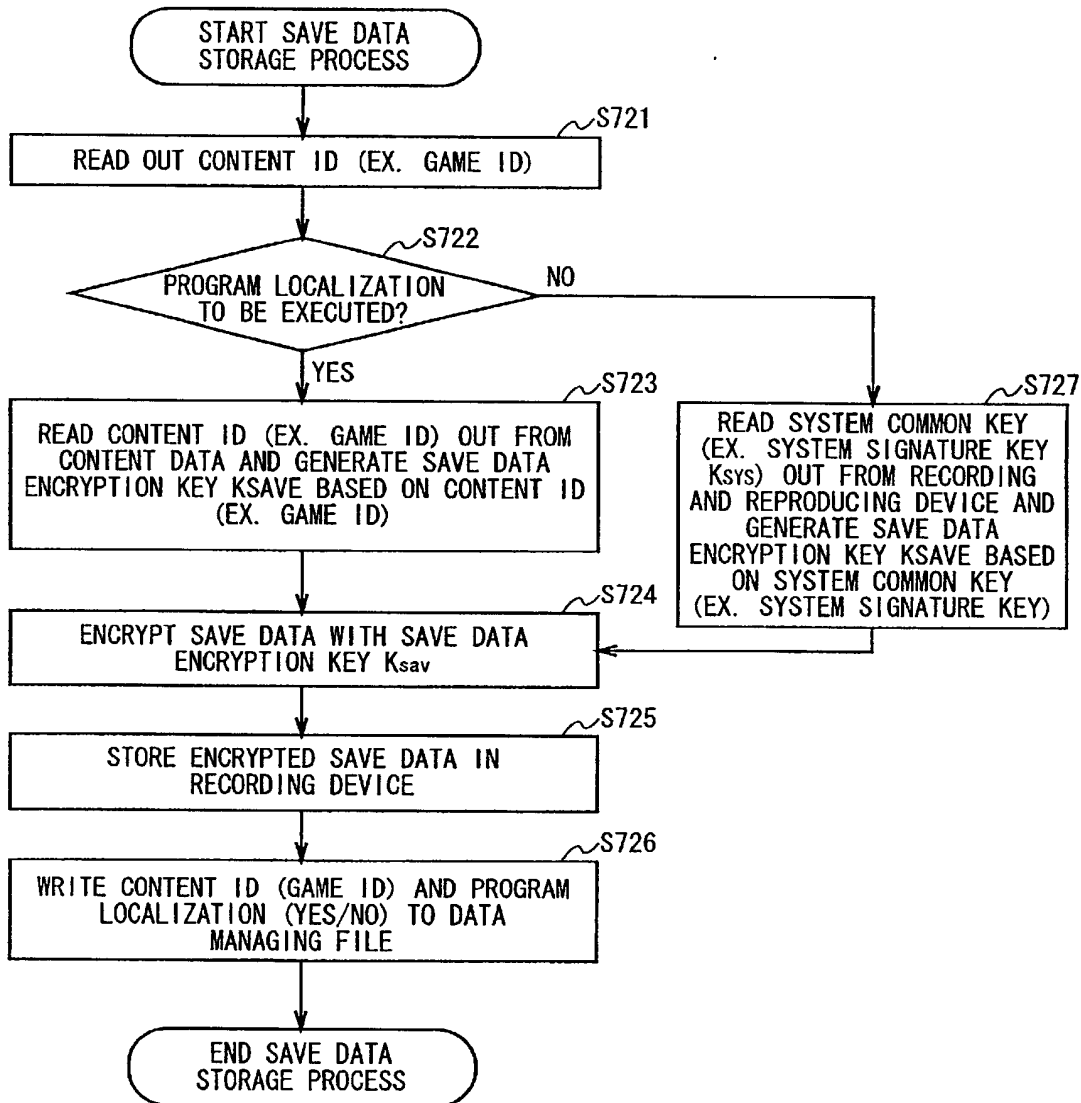 START SAVE DATA
STORAGE PROCESS
S721
READ OUT CONTENT ID (EX. GAME ID)
S722
PROGRAM LOCALIZATION
TO BE EXECUTED?
NO
YES
S723
READ CONTENT ID (EX. GAME ID) OUT FROM
CONTENT DATA AND GENERATE SAVE DATA
ENCRYPTION KEY KSAVE BASED ON CONTENT ID
(EX. GAME ID)
S727
READ SYSTEM COMMON KEY
(EX. SYSTEM SIGNATURE KEY
Ksys) OUT FROM RECORDING
AND REPRODUCING DEVICE AND
GENERATE SAVE DATA
ENCRYPTION KEY KSAVE BASED
ON SYSTEM COMMON KEY
(EX. SYSTEM SIGNATURE KEY)
S724
ENCRYPT SAVE DATA WITH SAVE DATA
ENCRYPTION KEY Ksav
S725
STORE ENCRYPTED SAVE DATA IN
RECORDING DEVICE
S726
WRITE CONTENT ID (GAME ID) AND PROGRAM
LOCALIZATION (YES/NO) TO DATA
MANAGING FILE
END SAVE DATA
STORAGE PROCESS